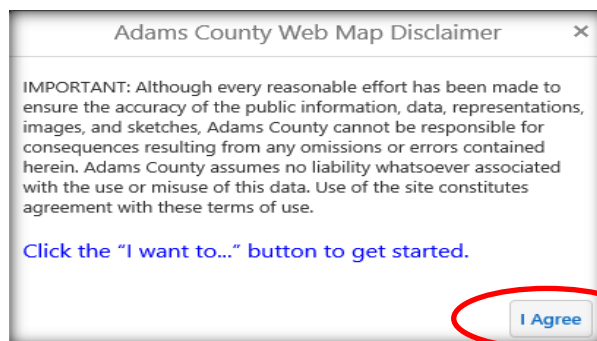 Adams County Web Map Disclaimer ×
IMPORTANT: Although every reasonable effort has been made to
ensure the accuracy of the public information, data, representations,
images, and sketches, Adams County cannot be responsible for
consequences resulting from any omissions or errors contained
herein. Adams County assumes no liability whatsoever associated
with the use or misuse of this data. Use of the site constitutes
agreement with these terms of use.
Click the "I want to..." button to get started.
I Agree